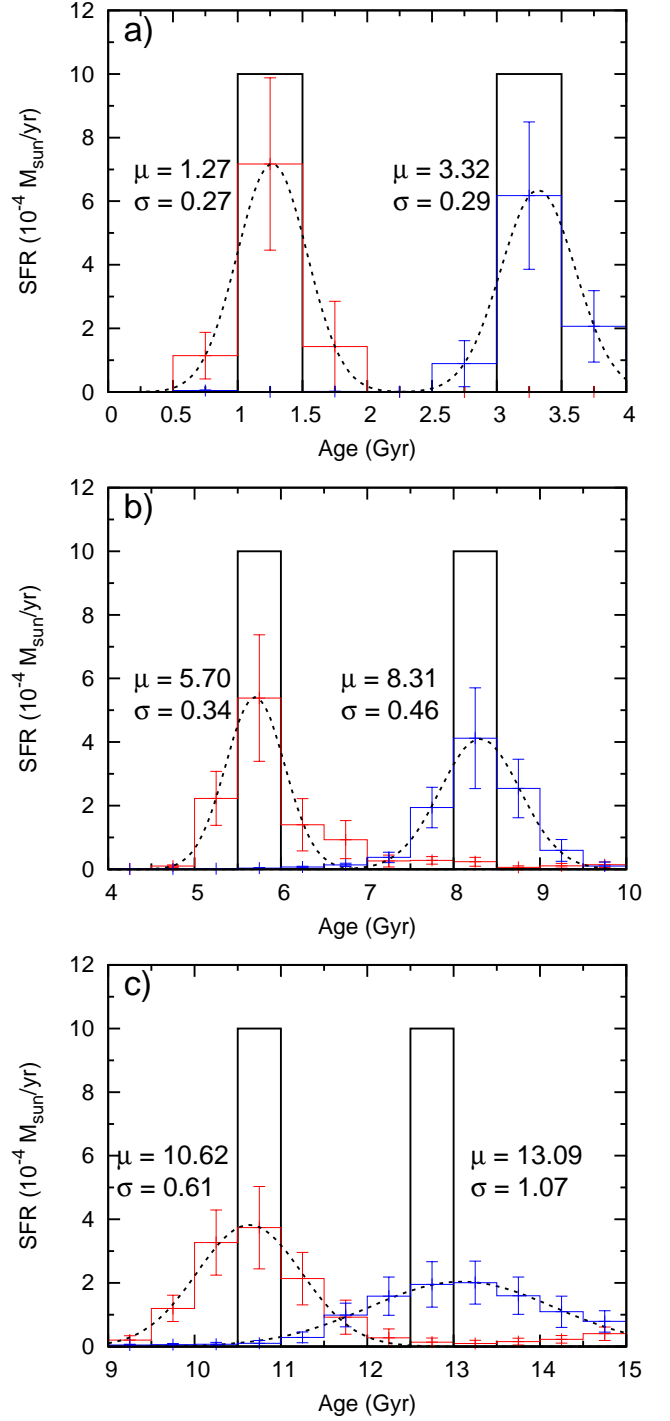 a)
12
10
8
6
4
2
0
SFR (10⁻⁴ M_sun/yr)
μ = 1.27
σ = 0.27
μ = 3.32
σ = 0.29
0 0.5 1 1.5 2 2.5 3 3.5 4
Age (Gyr)
b)
12
10
8
6
4
2
0
SFR (10⁻⁴ M_sun/yr)
μ = 5.70
σ = 0.34
μ = 8.31
σ = 0.46
4 5 6 7 8 9 10
Age (Gyr)
c)
12
10
8
6
4
2
0
SFR (10⁻⁴ M_sun/yr)
μ = 10.62
σ = 0.61
μ = 13.09
σ = 1.07
9 10 11 12 13 14 15
Age (Gyr)